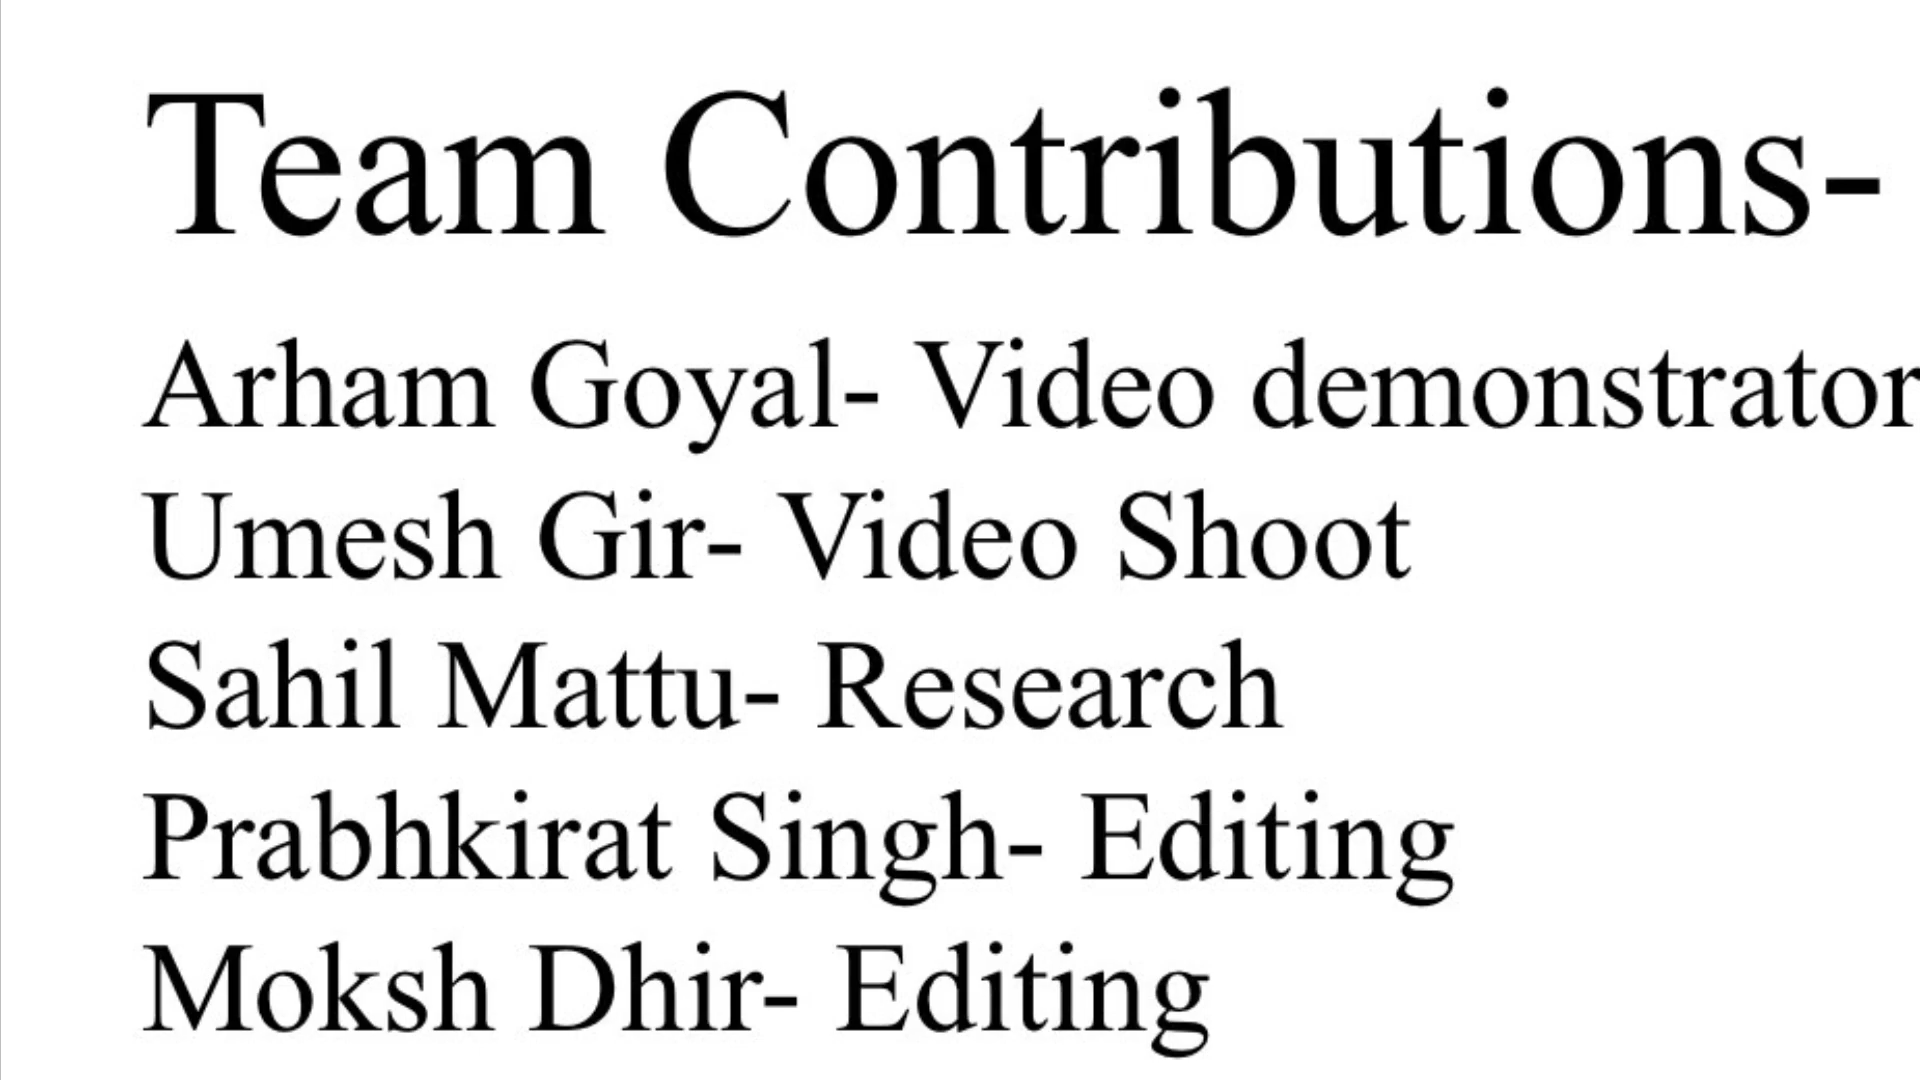 Team Contributions-
Arham Goyal- Video demonstrator
Umesh Gir- Video Shoot
Sahil Mattu- Research
Prabhkirat Singh- Editing
Moksh Dhir- Editing